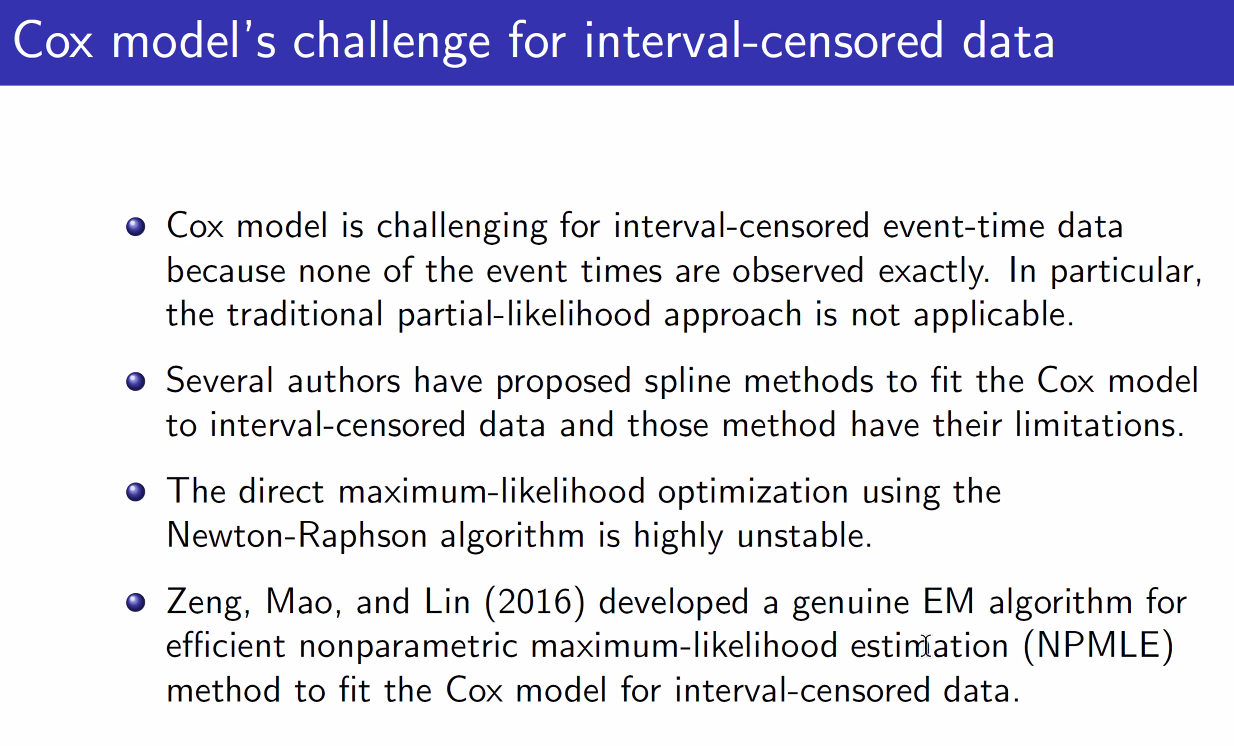 Cox model's challenge for interval-censored data
Cox model is challenging for interval-censored event-time data
because none of the event times are observed exactly. In particular,
the traditional partial-likelihood approach is not applicable.
Several authors have proposed spline methods to fit the Cox model
to interval-censored data and those method have their limitations.
The direct maximum-likelihood optimization using the
Newton-Raphson algorithm is highly unstable.
Zeng, Mao, and Lin (2016) developed a genuine EM algorithm for
efficient nonparametric maximum-likelihood estimation (NPMLE)
method to fit the Cox model for interval-censored data.